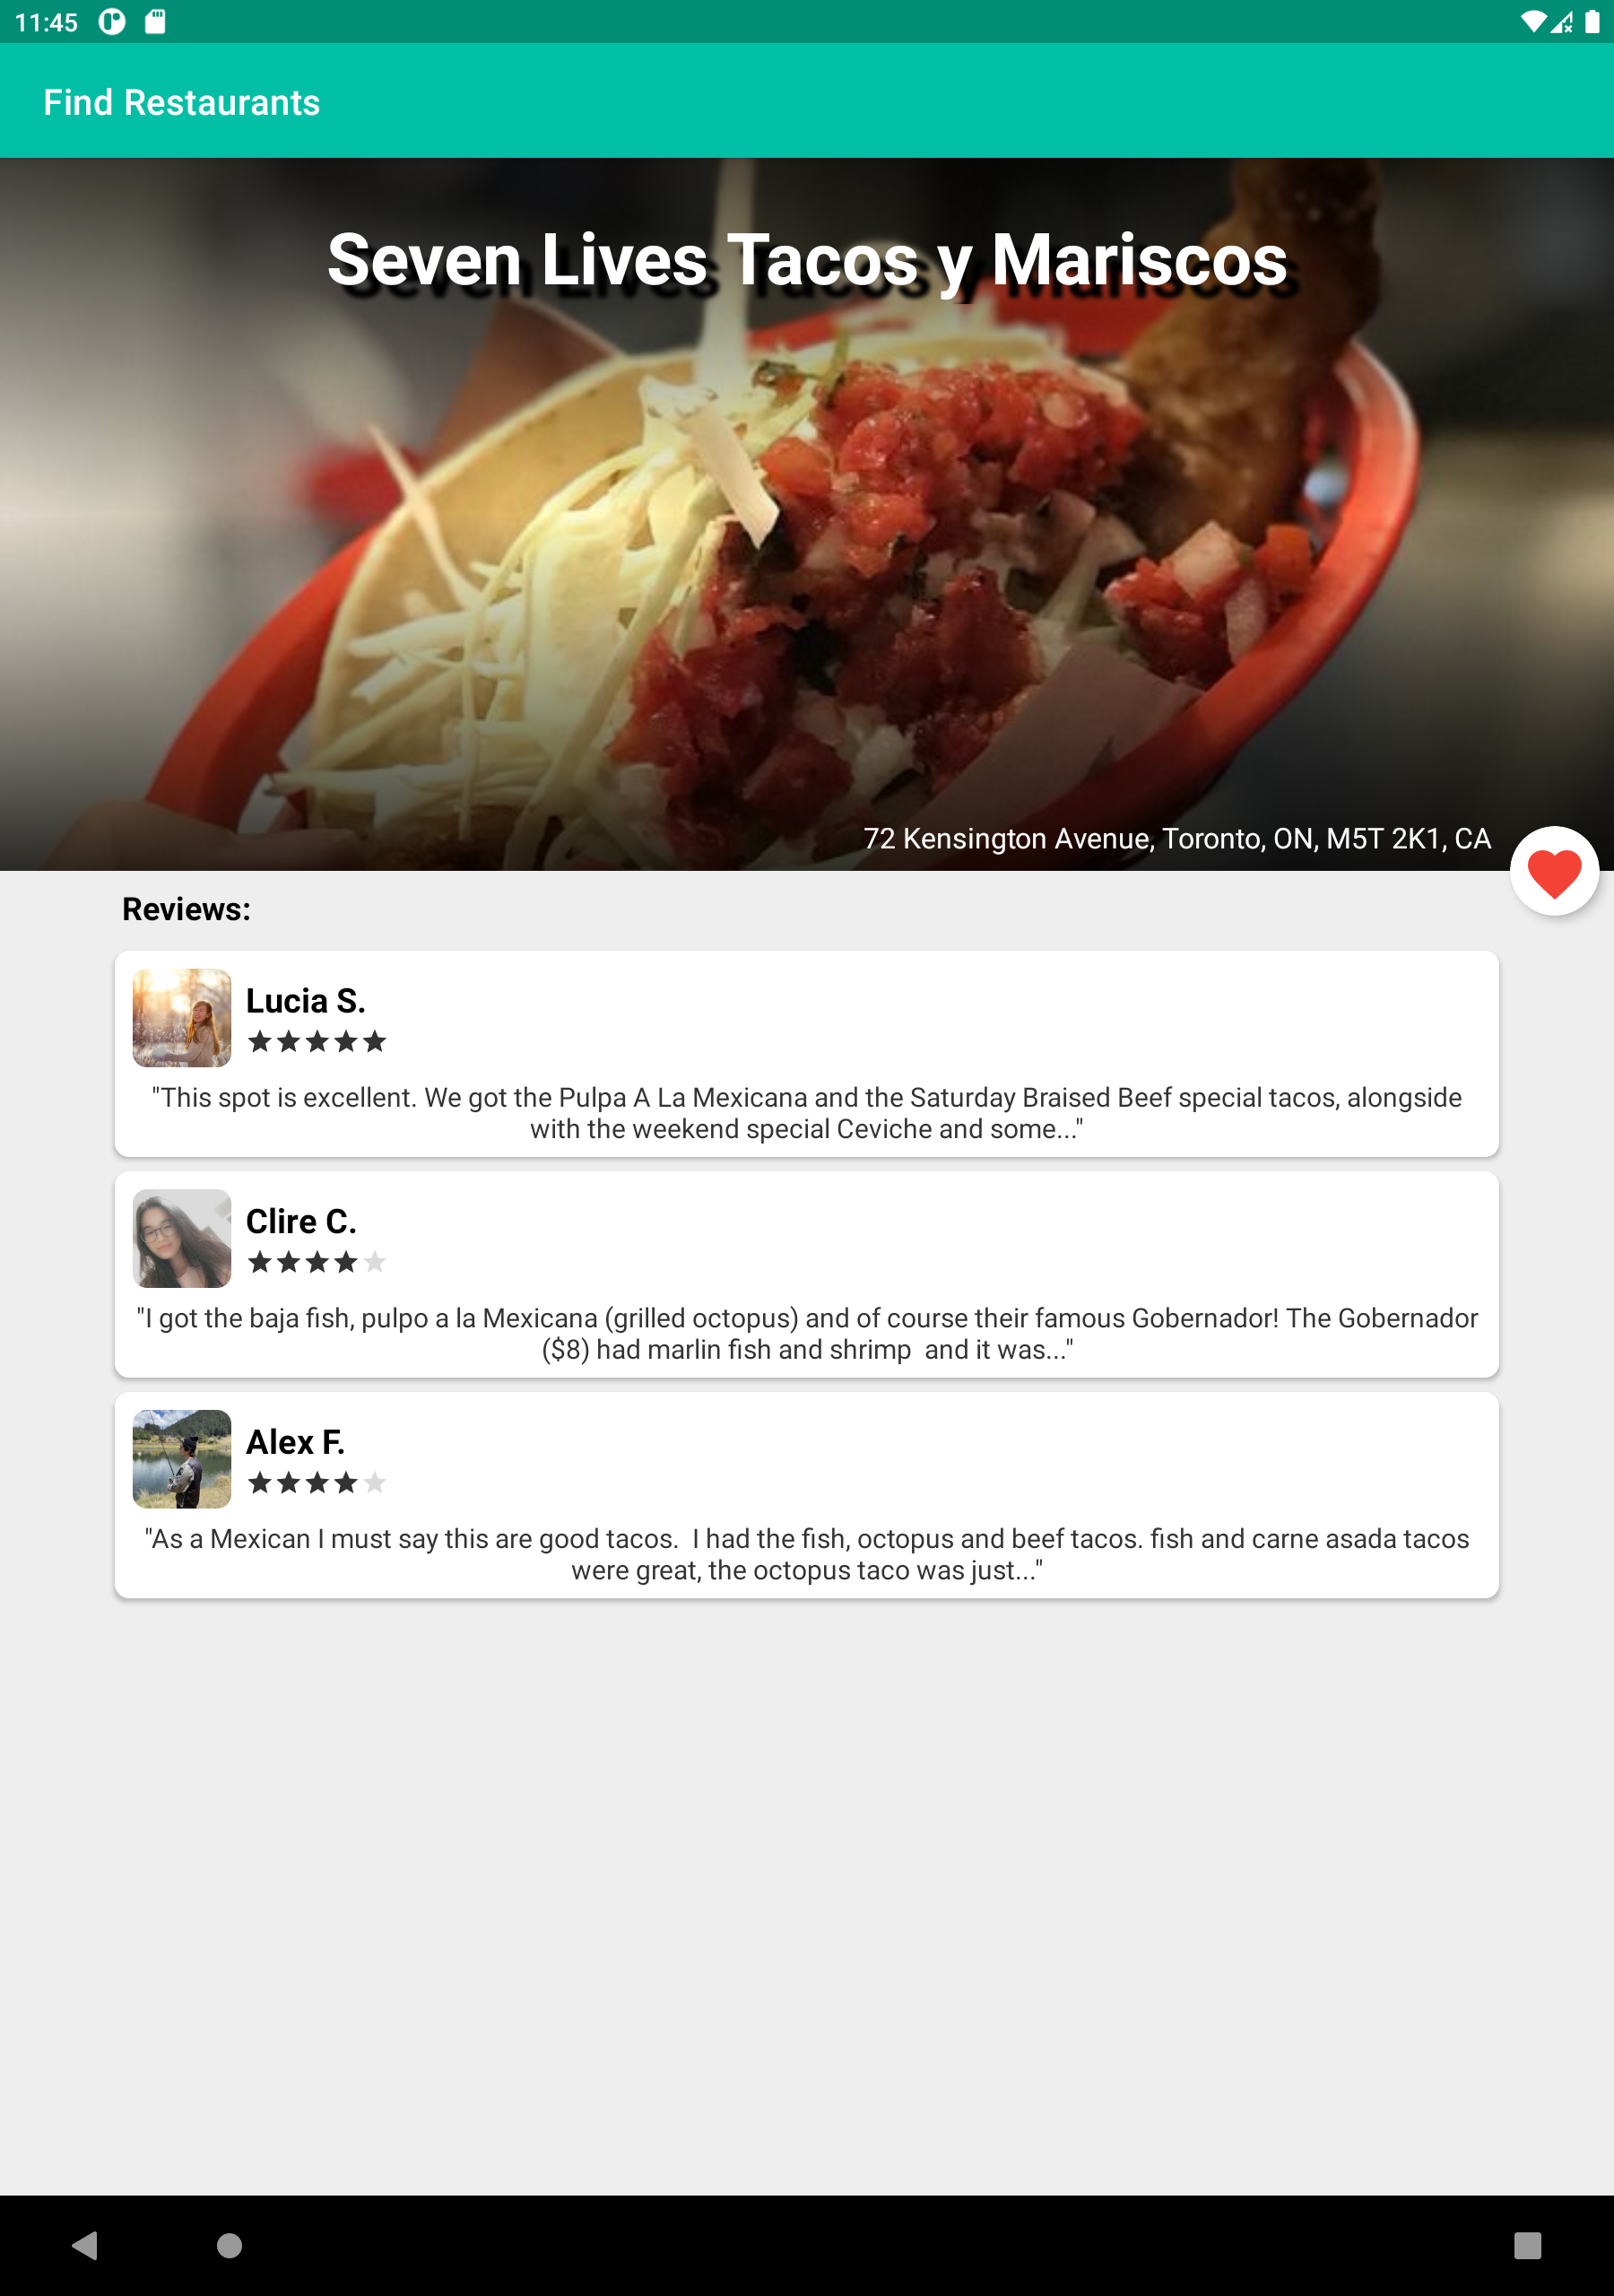 11:45
Find Restaurants
Seven Lives Tacos y Mariscos
72 Kensington Avenue, Toronto, ON, M5T 2K1, CA
Reviews:
Lucia S.
"This spot is excellent. We got the Pulpa A La Mexicana and the Saturday Braised Beef special tacos, alongside
with the weekend special Ceviche and some..."
Clire C.
"I got the baja fish, pulpo a la Mexicana (grilled octopus) and of course their famous Gobernador! The Gobernador
($8) had marlin fish and shrimp  and it was..."
Alex F.
"As a Mexican I must say this are good tacos.  I had the fish, octopus and beef tacos. fish and carne asada tacos
were great, the octopus taco was just..."